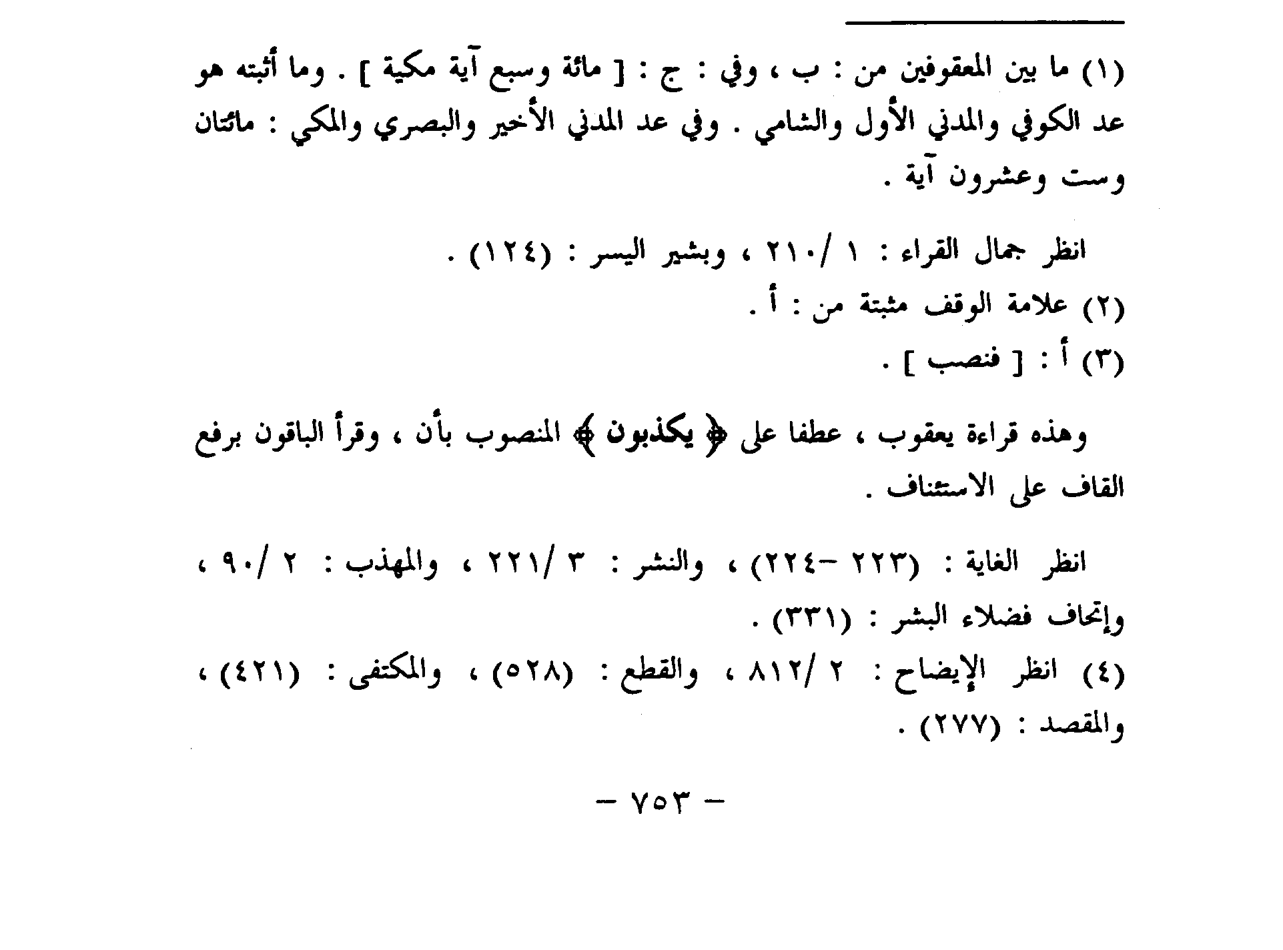 (١) ما بين المعقوفين من : ب ، وفي : ج : [ مائة وسبع آية مكية ] . وما أثبته هو
عد الكوفي والمدني الأول والشامي . وفي عد المدني الأخير والبصري والمكي : مائتان
وست وعشرون آية .
انظر جمال القراء : ١ /٢١٠ ، وبشير اليسر : (١٢٤) .
(٢) علامة الوقف مثبتة من : أ .
(٣) أ : [ فنصب ] .
وهذه قراءة يعقوب ، عطفا على ﴿ يكذبون ﴾ المنصوب بأن ، وقرأ الباقون برفع
القاف على الاستئناف .
انظر الغاية : (٢٢٣ –٢٢٤) ، والنشر : ٣ /٢٢١ ، والمهذب : ٢ /٩٠ ،
وإتحاف فضلاء البشر : (٣٣١) .
(٤) انظر الإيضاح : ٢ /٨١٢ ، والقطع : (٥٢٨) ، والمكتفى : (٤٢١) ،
والمقصد : (٢٧٧) .
– ٧٥٣ –